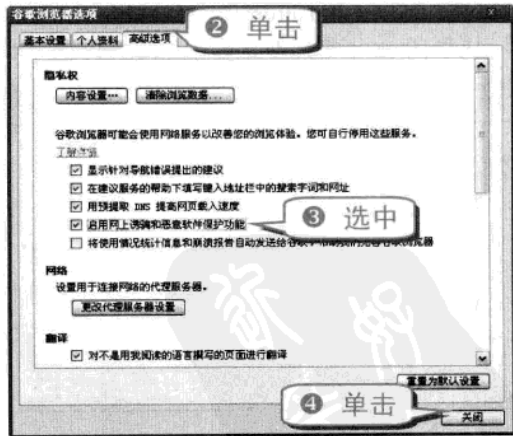 谷歌浏览器选项
❷ 单击
基本设置 个人资料 高级选项
隐私权
内容设置… 清除浏览数据...
谷歌浏览器可能会使用网络服务以改善您的浏览体验。您可自行停用这些服务。
了解详情
显示针对导航错误提出的建议
在建议服务的帮助下填写键入地址栏中的搜索字词和网址
用预提取 DNS 提高网页载入速度
启用网上诱骗和恶意软件保护功能
❸ 选中
将使用情况统计信息和崩溃报告自动发送给谷歌 浏览器
网络
设置用于连接网络的代理服务器。
更改代理服务器设置
翻译
对不是用我阅读的语言撰写的页面进行翻译
重置为默认设置
❹ 单击
关闭